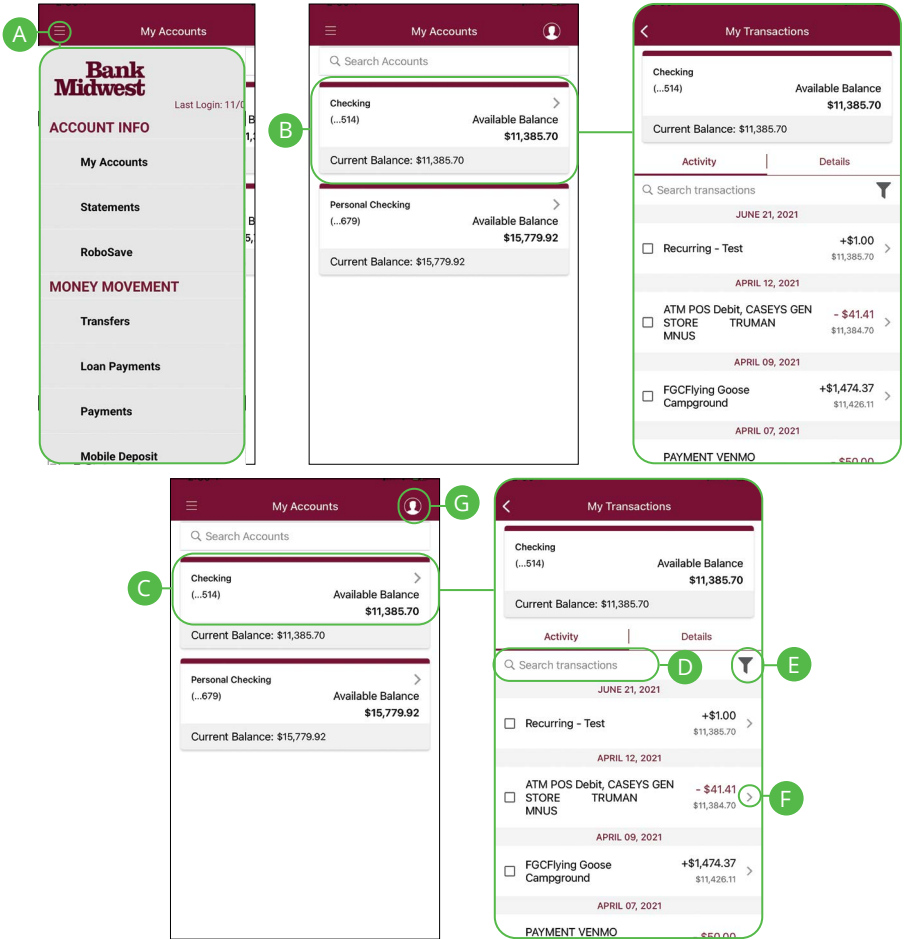 A
My Accounts
Bank
Midwest
Last Login: 11/0
ACCOUNT INFO
My Accounts
Statements
RoboSave
MONEY MOVEMENT
Transfers
Loan Payments
Payments
Mobile Deposit
B
1,
B
5,
My Accounts
Search Accounts
B
Checking
(...514) Available Balance
$11,385.70
Current Balance: $11,385.70
Personal Checking
(...679) Available Balance
$15,779.92
Current Balance: $15,779.92
My Transactions
Checking
(...514) Available Balance
$11,385.70
Current Balance: $11,385.70
Activity Details
Search transactions
JUNE 21, 2021
Recurring - Test +$1.00
$11,385.70
APRIL 12, 2021
ATM POS Debit, CASEYS GEN - $41.41
STORE TRUMAN $11,384.70
MNUS
APRIL 09, 2021
FGCFlying Goose +$1,474.37
Campground $11,426.11
APRIL 07, 2021
PAYMENT VENMO - $50.00
My Accounts
G
Search Accounts
C
Checking
(...514) Available Balance
$11,385.70
Current Balance: $11,385.70
Personal Checking
(...679) Available Balance
$15,779.92
Current Balance: $15,779.92
My Transactions
Checking
(...514) Available Balance
$11,385.70
Current Balance: $11,385.70
Activity Details
Search transactions D E
JUNE 21, 2021
Recurring - Test +$1.00
$11,385.70
APRIL 12, 2021
ATM POS Debit, CASEYS GEN - $41.41
STORE TRUMAN $11,384.70 F
MNUS
APRIL 09, 2021
FGCFlying Goose +$1,474.37
Campground $11,426.11
APRIL 07, 2021
PAYMENT VENMO - $50.00